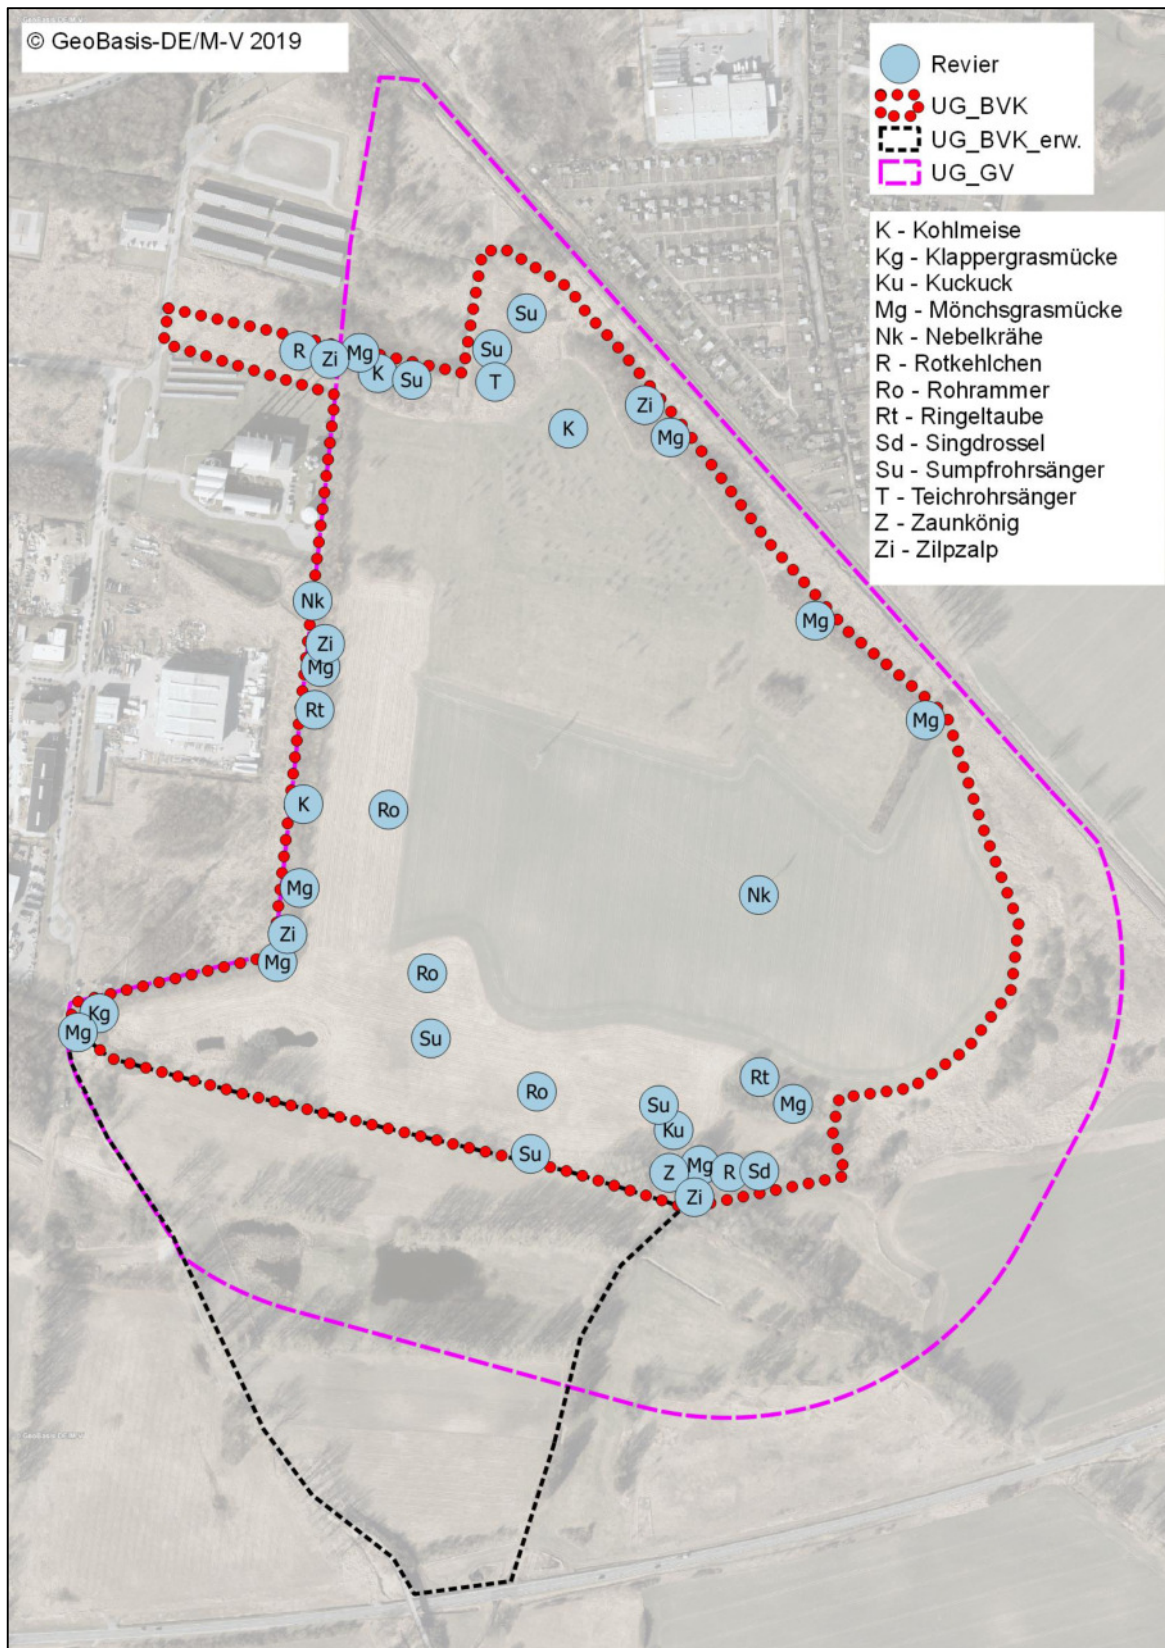 © GeoBasis-DE/M-V 2019
Revier
UG_BVK
UG_BVK_erw.
UG_GV
K - Kohlmeise
Kg - Klappergrasmücke
Ku - Kuckuck
Mg - Mönchsgrasmücke
Nk - Nebelkrähe
R - Rotkehlchen
Ro - Rohrammer
Rt - Ringeltaube
Sd - Singdrossel
Su - Sumpfrohrsänger
T - Teichrohrsänger
Z - Zaunkönig
Zi - Zilpzalp
Su
Su
R
Zi
Mg
K
Su
T
Zi
K
Mg
Nk
Mg
Zi
Mg
Rt
Mg
K
Ro
Mg
Nk
Zi
Mg
Ro
Kg
Mg
Su
Rt
Ro
Su
Mg
Ku
Su
Z
Mg
R
Sd
Zi
GeoBasis-DE/M-V